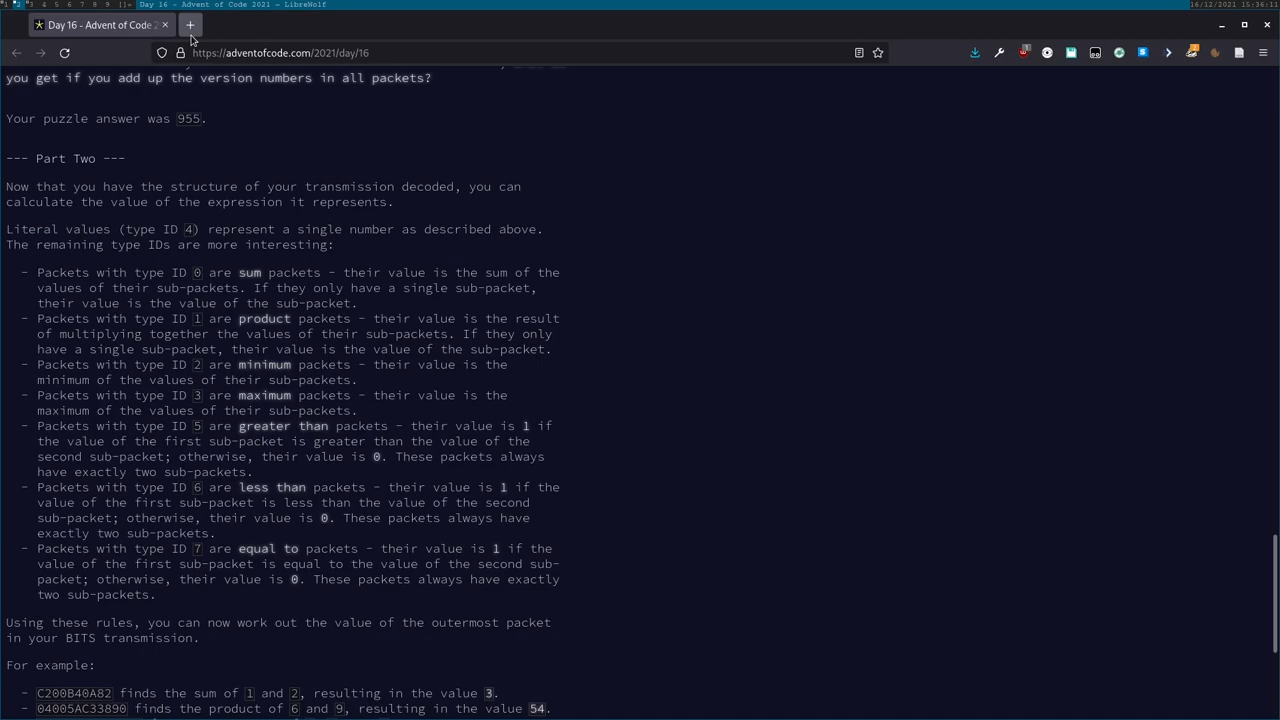 1 2 3 4 5 6 7 8 9 []= Day 16 - Advent of Code 2021 - LibreWolf 16/12/2021 15:36:11
Day 16 - Advent of Code 2
https://adventofcode.com/2021/day/16
you get if you add up the version numbers in all packets?
Your puzzle answer was 955.
--- Part Two ---
Now that you have the structure of your transmission decoded, you can
calculate the value of the expression it represents.
Literal values (type ID 4) represent a single number as described above.
The remaining type IDs are more interesting:
- Packets with type ID 0 are sum packets - their value is the sum of the
values of their sub-packets. If they only have a single sub-packet,
their value is the value of the sub-packet.
- Packets with type ID 1 are product packets - their value is the result
of multiplying together the values of their sub-packets. If they only
have a single sub-packet, their value is the value of the sub-packet.
- Packets with type ID 2 are minimum packets - their value is the
minimum of the values of their sub-packets.
- Packets with type ID 3 are maximum packets - their value is the
maximum of the values of their sub-packets.
- Packets with type ID 5 are greater than packets - their value is 1 if
the value of the first sub-packet is greater than the value of the
second sub-packet; otherwise, their value is 0. These packets always
have exactly two sub-packets.
- Packets with type ID 6 are less than packets - their value is 1 if the
value of the first sub-packet is less than the value of the second
sub-packet; otherwise, their value is 0. These packets always have
exactly two sub-packets.
- Packets with type ID 7 are equal to packets - their value is 1 if the
value of the first sub-packet is equal to the value of the second sub-
packet; otherwise, their value is 0. These packets always have exactly
two sub-packets.
Using these rules, you can now work out the value of the outermost packet
in your BITS transmission.
For example:
- C200B40A82 finds the sum of 1 and 2, resulting in the value 3.
- 04005AC33890 finds the product of 6 and 9, resulting in the value 54.